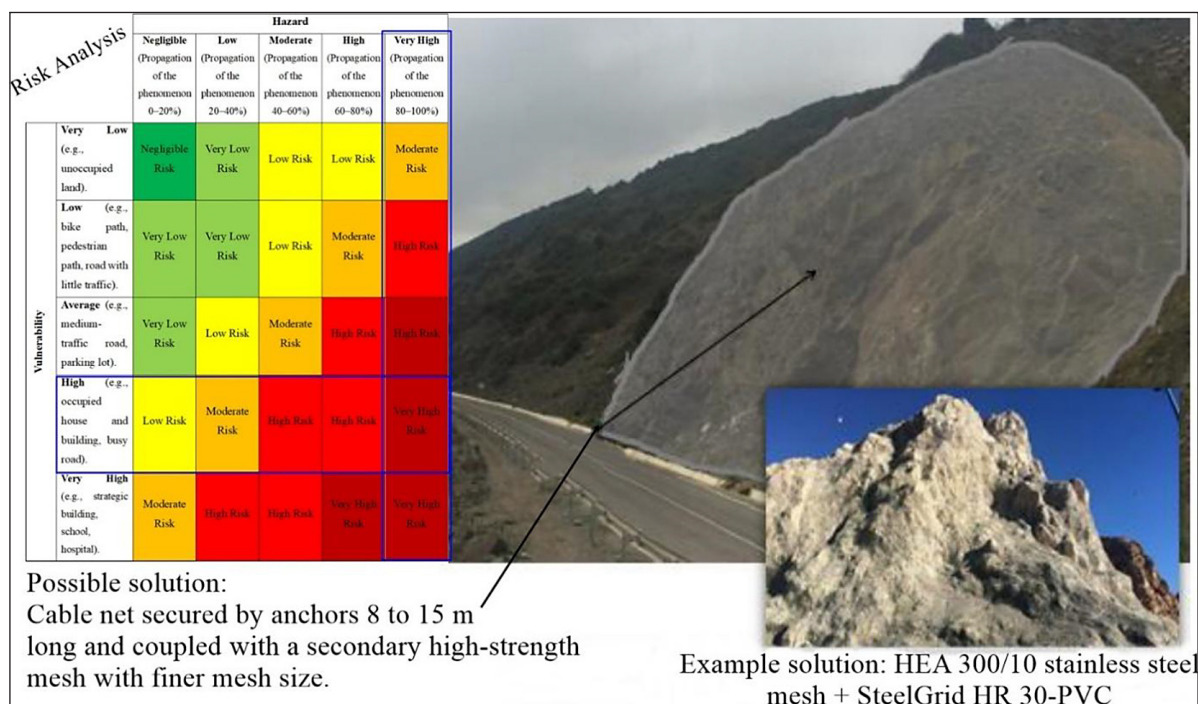 Risk Analysis
Hazard
Negligible
(Propagation
of the
phenomenon
0–20%)
Low
(Propagation
of the
phenomenon
20–40%)
Moderate
(Propagation
of the
phenomenon
40–60%)
High
(Propagation
of the
phenomenon
60–80%)
Very High
(Propagation
of the
phenomenon
80–100%)
Vulnerability
Very Low
(e.g.,
unoccupied
land).
Negligible
Risk
Very Low
Risk
Low Risk
Low Risk
Moderate
Risk
Low (e.g.,
bike path,
pedestrian
path, road with
little traffic).
Very Low
Risk
Very Low
Risk
Low Risk
Moderate
Risk
High Risk
Average (e.g.,
medium-
traffic road,
parking lot).
Very Low
Risk
Low Risk
Moderate
Risk
High Risk
High Risk
High (e.g.,
occupied
house and
building, busy
road).
Low Risk
Moderate
Risk
High Risk
High Risk
Very High
Risk
Very High
(e.g., strategic
building,
school,
hospital).
Moderate
Risk
High Risk
High Risk
Very High
Risk
Very High
Risk
Possible solution:
Cable net secured by anchors 8 to 15 m
long and coupled with a secondary high-strength
mesh with finer mesh size.
Example solution: HEA 300/10 stainless steel
mesh + SteelGrid HR 30-PVC